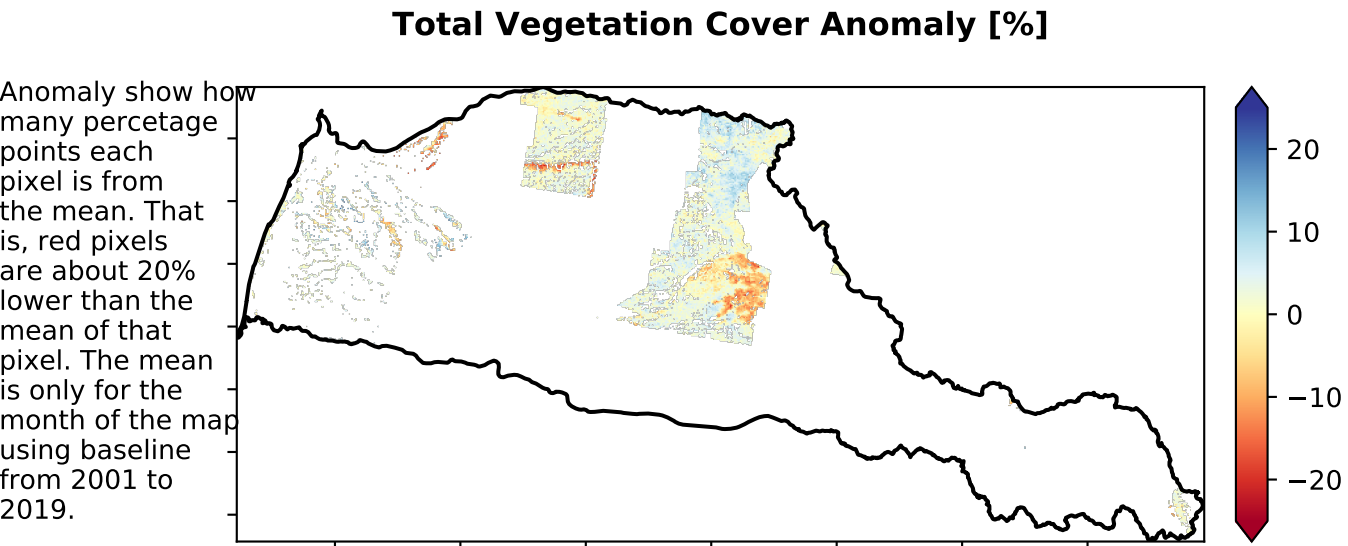 Total Vegetation Cover Anomaly [%]
Anomaly show how
many percetage
points each
pixel is from
the mean. That
is, red pixels
are about 20%
lower than the
mean of that
pixel. The mean
is only for the
month of the map
using baseline
from 2001 to
2019.
20
10
0
−10
−20